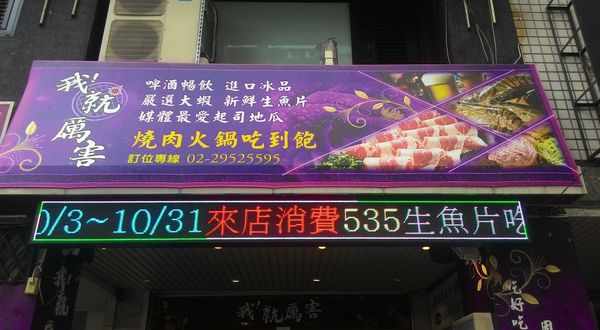 我!就厲害
啤酒暢飲 進口冰品
嚴選大蝦 新鮮生魚片
媒體最愛起司地瓜
燒肉火鍋吃到飽
訂位專線 02-29525595
0/3~10/31來店消費535生魚片吃
我!就厲害
吃好吃